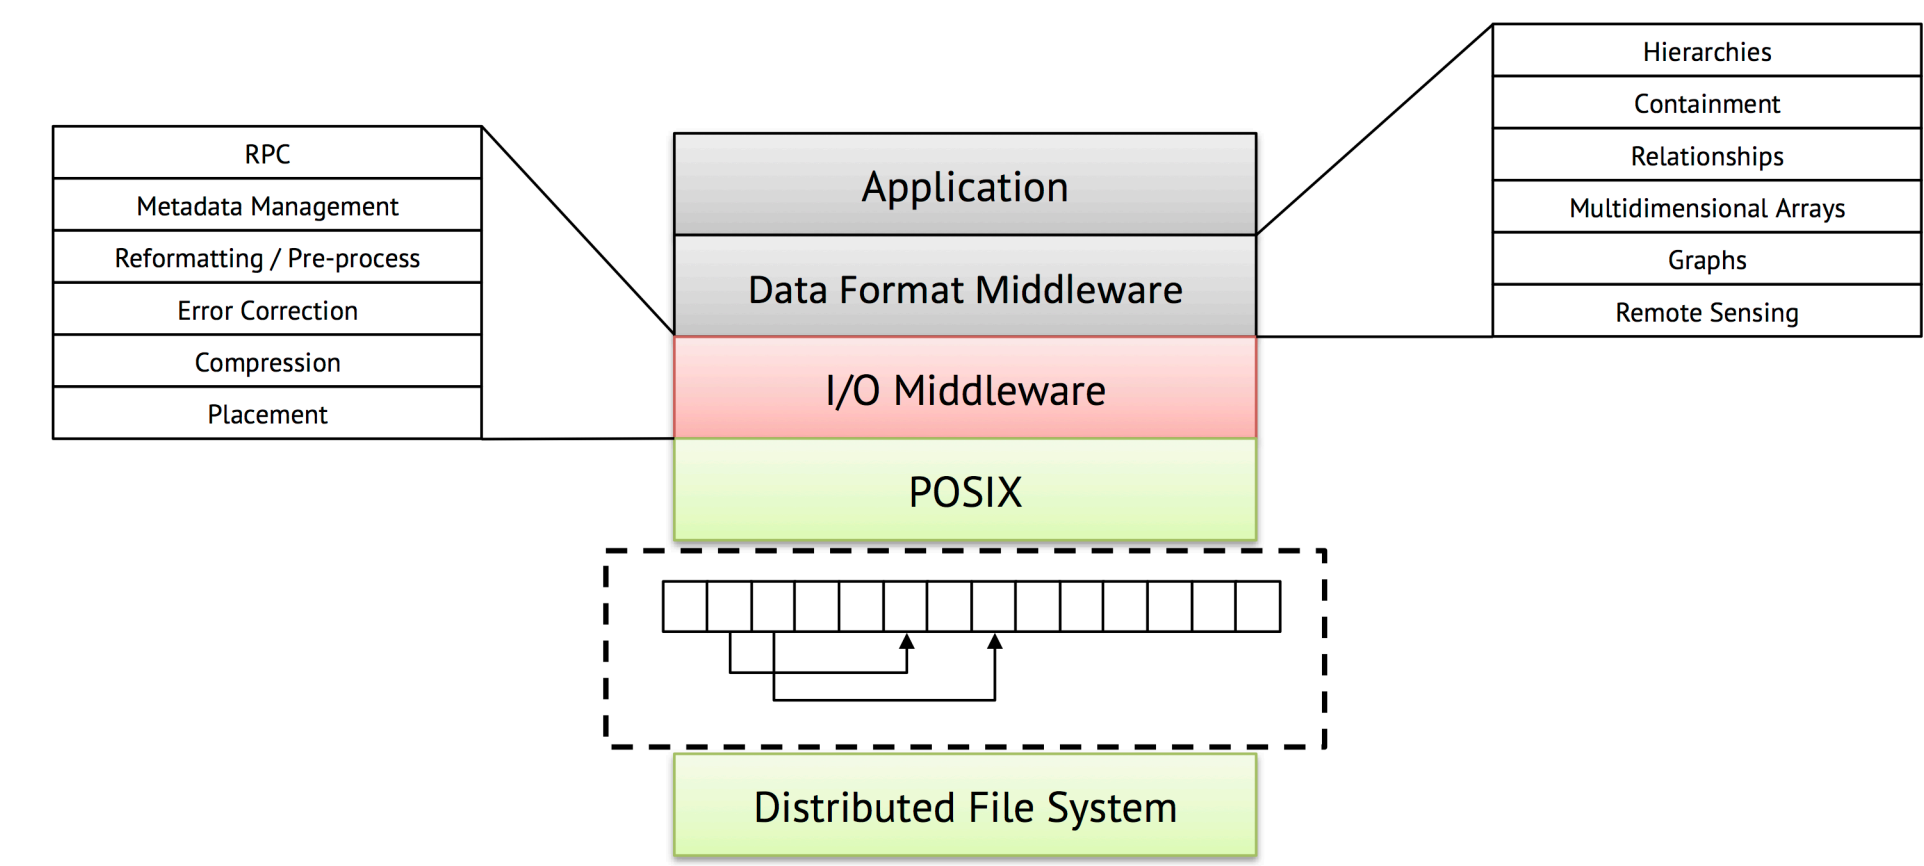 RPC
Metadata Management
Reformatting / Pre-process
Error Correction
Compression
Placement
Application
Data Format Middleware
I/O Middleware
POSIX
Distributed File System
Hierarchies
Containment
Relationships
Multidimensional Arrays
Graphs
Remote Sensing